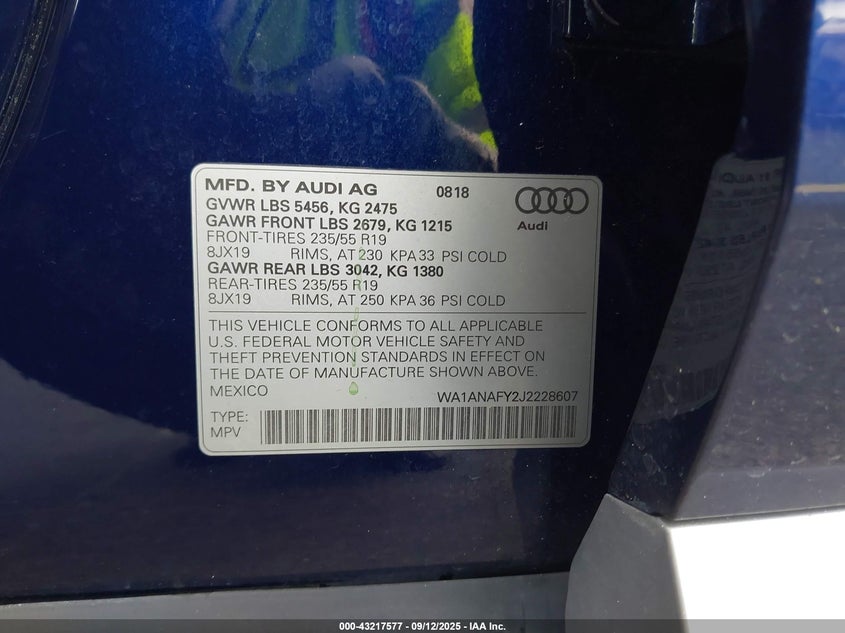 MFD. BY AUDI AG 0818
GVWR LBS 5456, KG 2475
GAWR FRONT LBS 2679, KG 1215
FRONT-TIRES 235/55 R19
8JX19 RIMS, AT 230 KPA 33 PSI COLD
GAWR REAR LBS 3042, KG 1380
REAR-TIRES 235/55 R19
8JX19 RIMS, AT 250 KPA 36 PSI COLD
Audi
THIS VEHICLE CONFORMS TO ALL APPLICABLE
U.S. FEDERAL MOTOR VEHICLE SAFETY AND
THEFT PREVENTION STANDARDS IN EFFECT ON
THE DATE OF MANUFACTURE SHOWN ABOVE.
MEXICO WA1ANAFY2J2228607
TYPE:
MPV
000-43217577 - 09/12/2025 - IAA Inc.